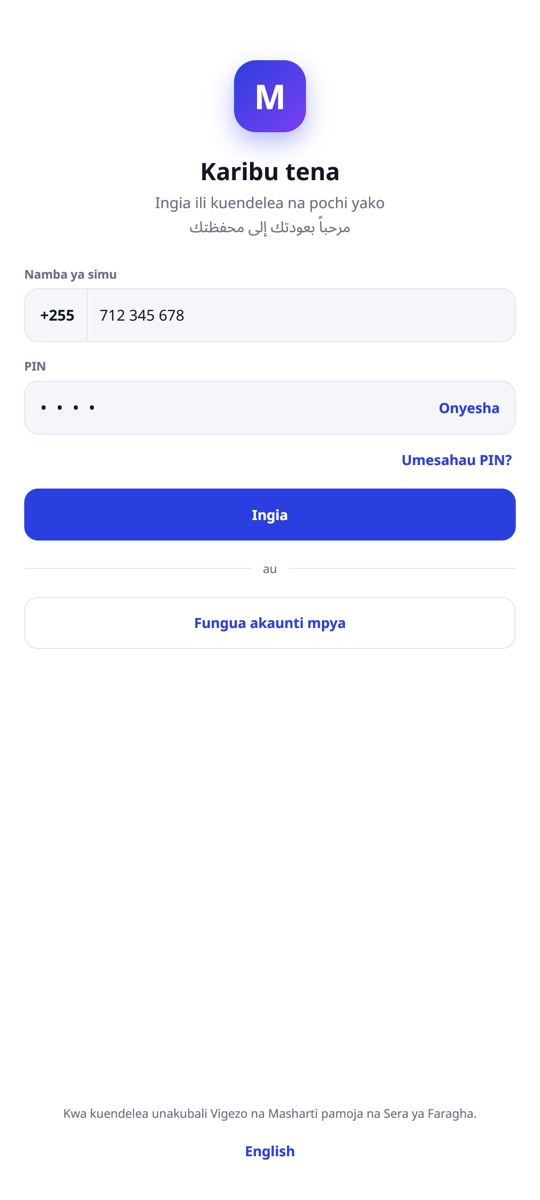 M
Karibu tena
Ingia ili kuendelea na pochi yako
مرحباً بعودتك إلى محفظتك
Namba ya simu
+255 712 345 678
PIN
Onyesha
Umesahau PIN?
Ingia
au
Fungua akaunti mpya
Kwa kuendelea unakubali Vigezo na Masharti pamoja na Sera ya Faragha.
English